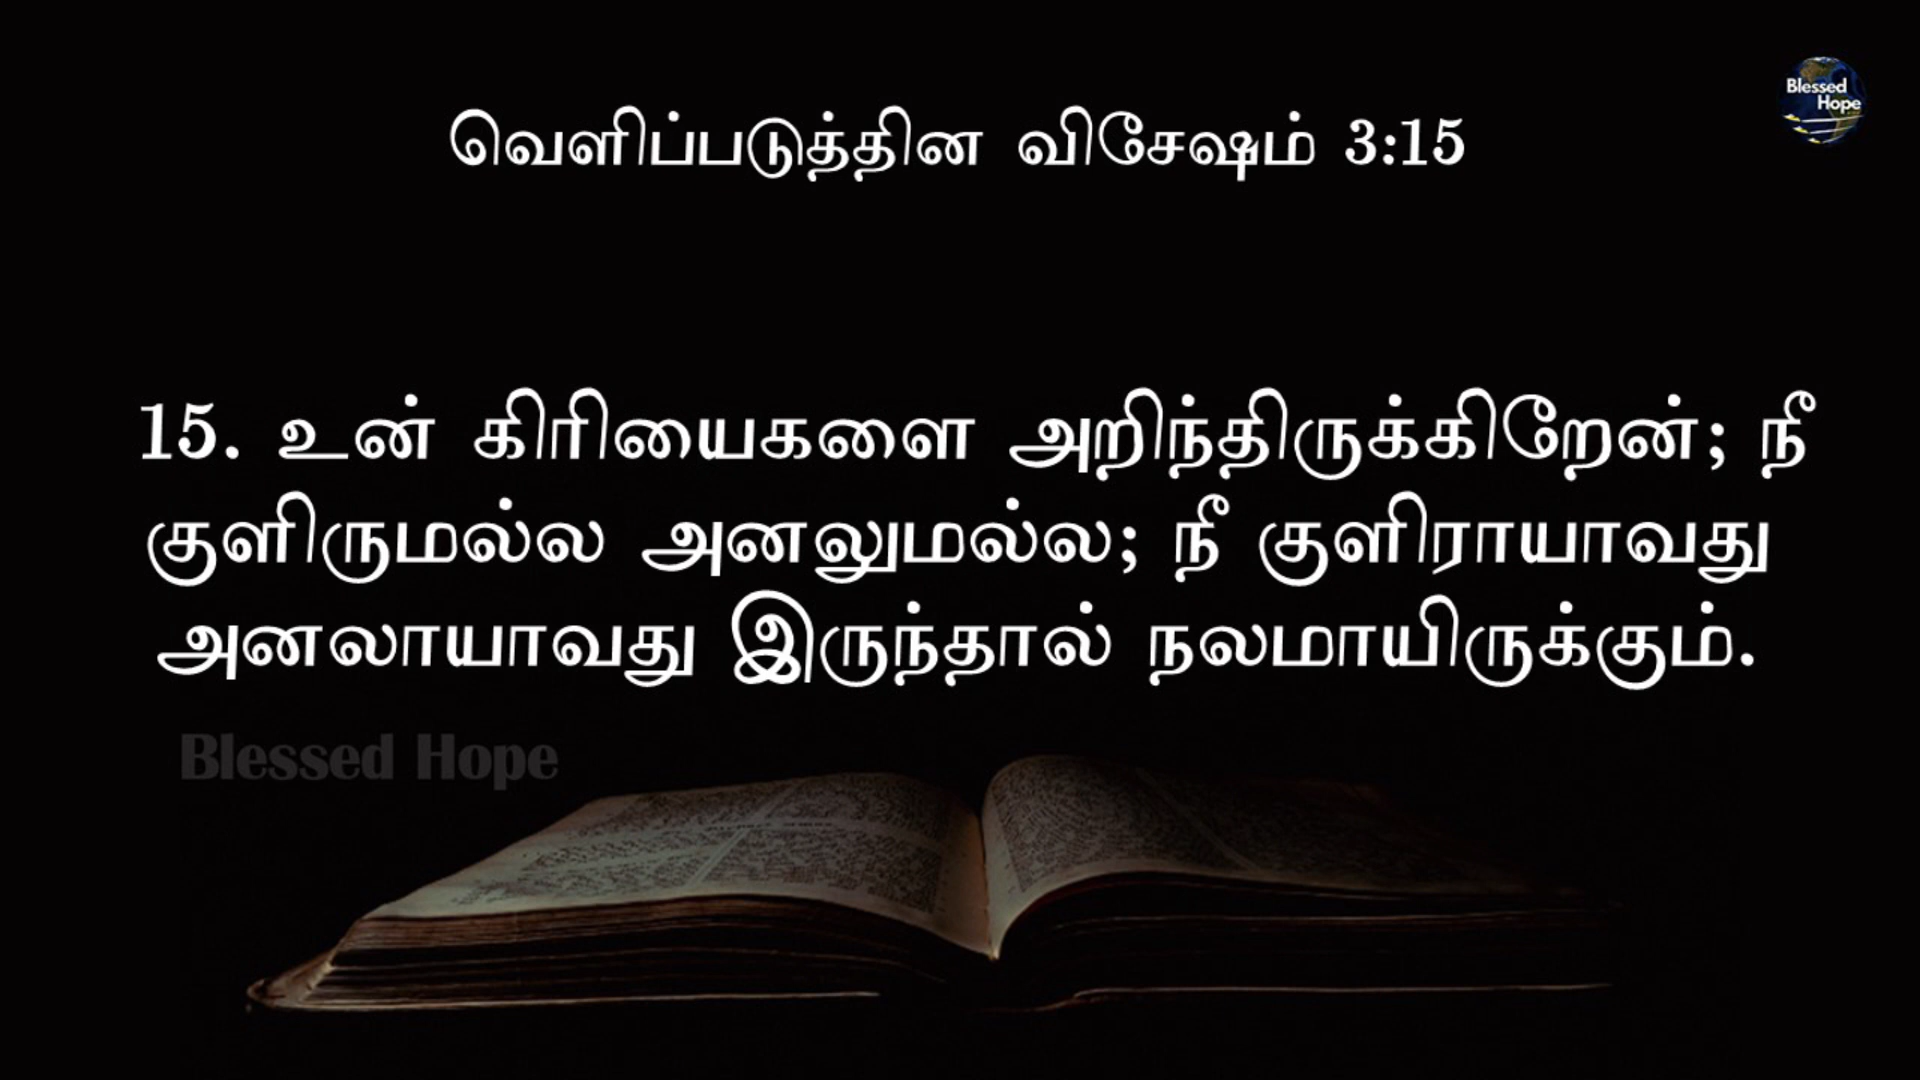 Blessed
Hope
வெளிப்படுத்தின விசேஷம் 3:15
15. உன் கிரியைகளை அறிந்திருக்கிறேன்; நீ
குளிருமல்ல அனலுமல்ல; நீ குளிராயாவது
அனலாயாவது இருந்தால் நலமாயிருக்கும்.
Blessed Hope